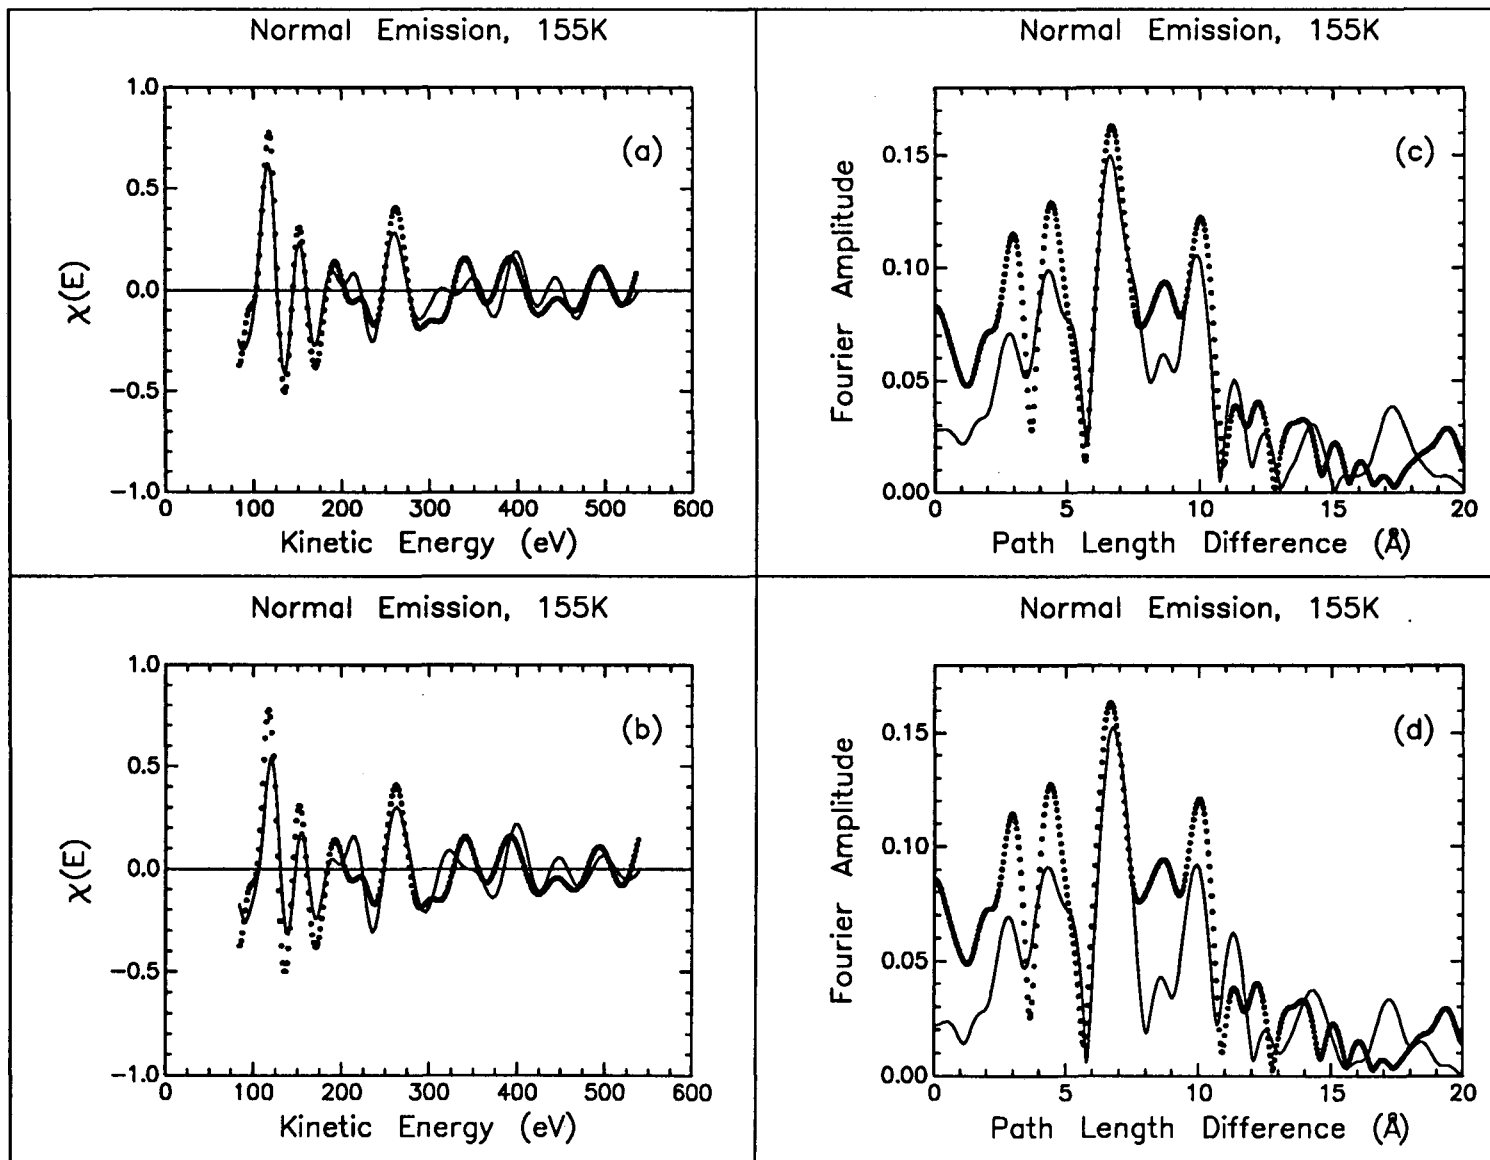 Normal Emission, 155K
1.0
0.5
0.0
−0.5
−1.0
χ(E)
(a)
0 100 200 300 400 500 600
Kinetic Energy (eV)
Normal Emission, 155K
0.15
0.10
0.05
0.00
Fourier Amplitude
(c)
0 5 10 15 20
Path Length Difference (Å)
Normal Emission, 155K
1.0
0.5
0.0
−0.5
−1.0
χ(E)
(b)
0 100 200 300 400 500 600
Kinetic Energy (eV)
Normal Emission, 155K
0.15
0.10
0.05
0.00
Fourier Amplitude
(d)
0 5 10 15 20
Path Length Difference (Å)